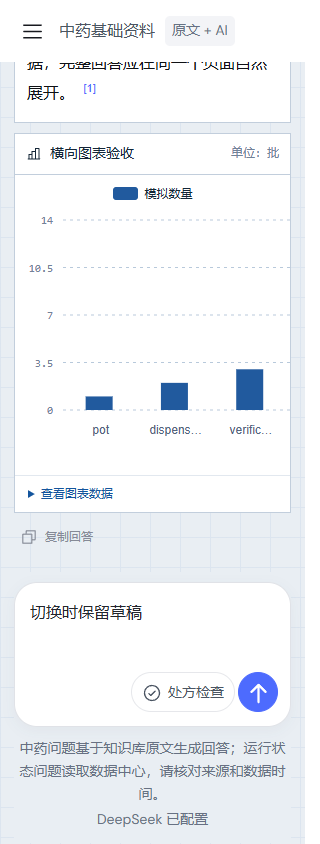 中药基础资料 原文 + AI
据，完整回答应在同一个页面自然
展开。 [1]
横向图表验收 单位：批
模拟数量
14
10.5
7
3.5
0
pot dispens... verific...
查看图表数据
复制回答
切换时保留草稿
处方检查
中药问题基于知识库原文生成回答；运行状
态问题读取数据中心，请核对来源和数据时
间。
DeepSeek 已配置